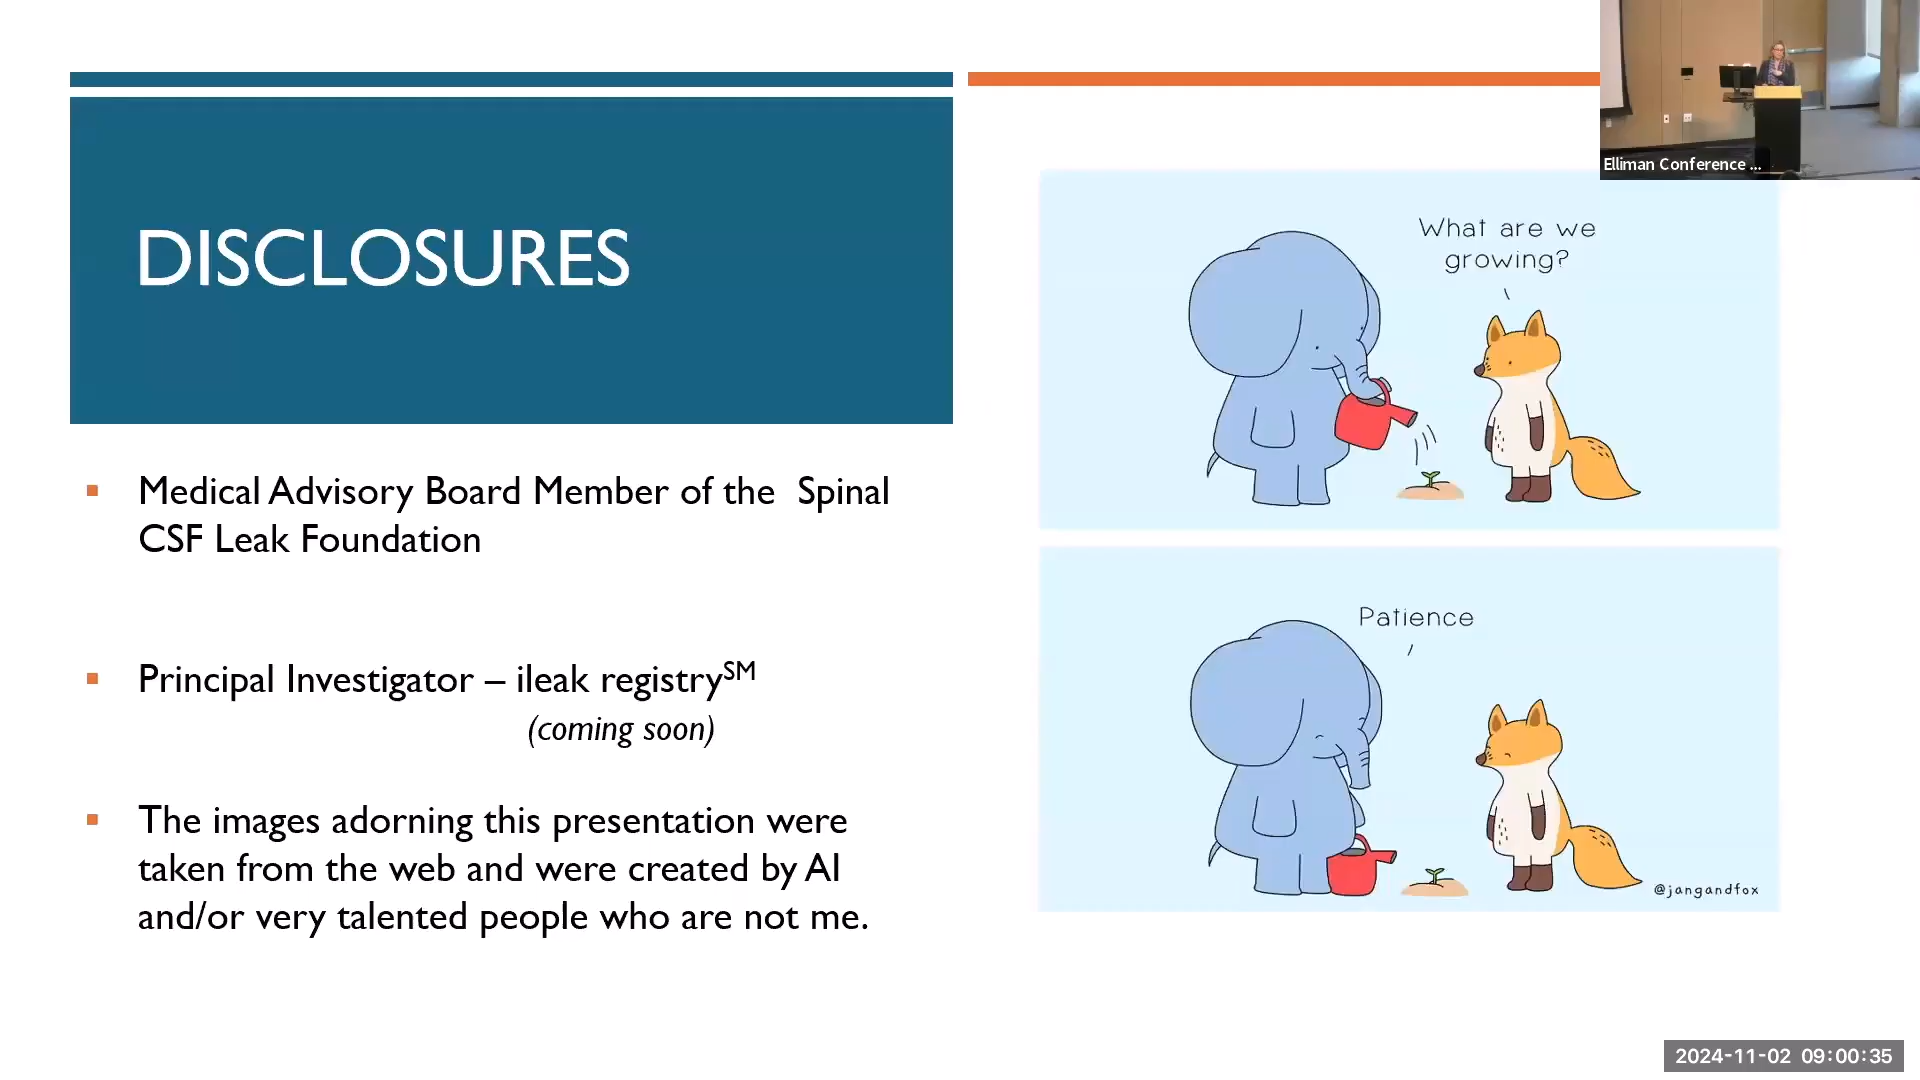 DISCLOSURES
Medical Advisory Board Member of the  Spinal
CSF Leak Foundation
Principal Investigator – ileak registrySM
(coming soon)
The images adorning this presentation were
taken from the web and were created by AI
and/or very talented people who are not me.
What are we
growing?
Patience
@jangandfox
Elliman Conference ...
2024-11-02 09:00:35